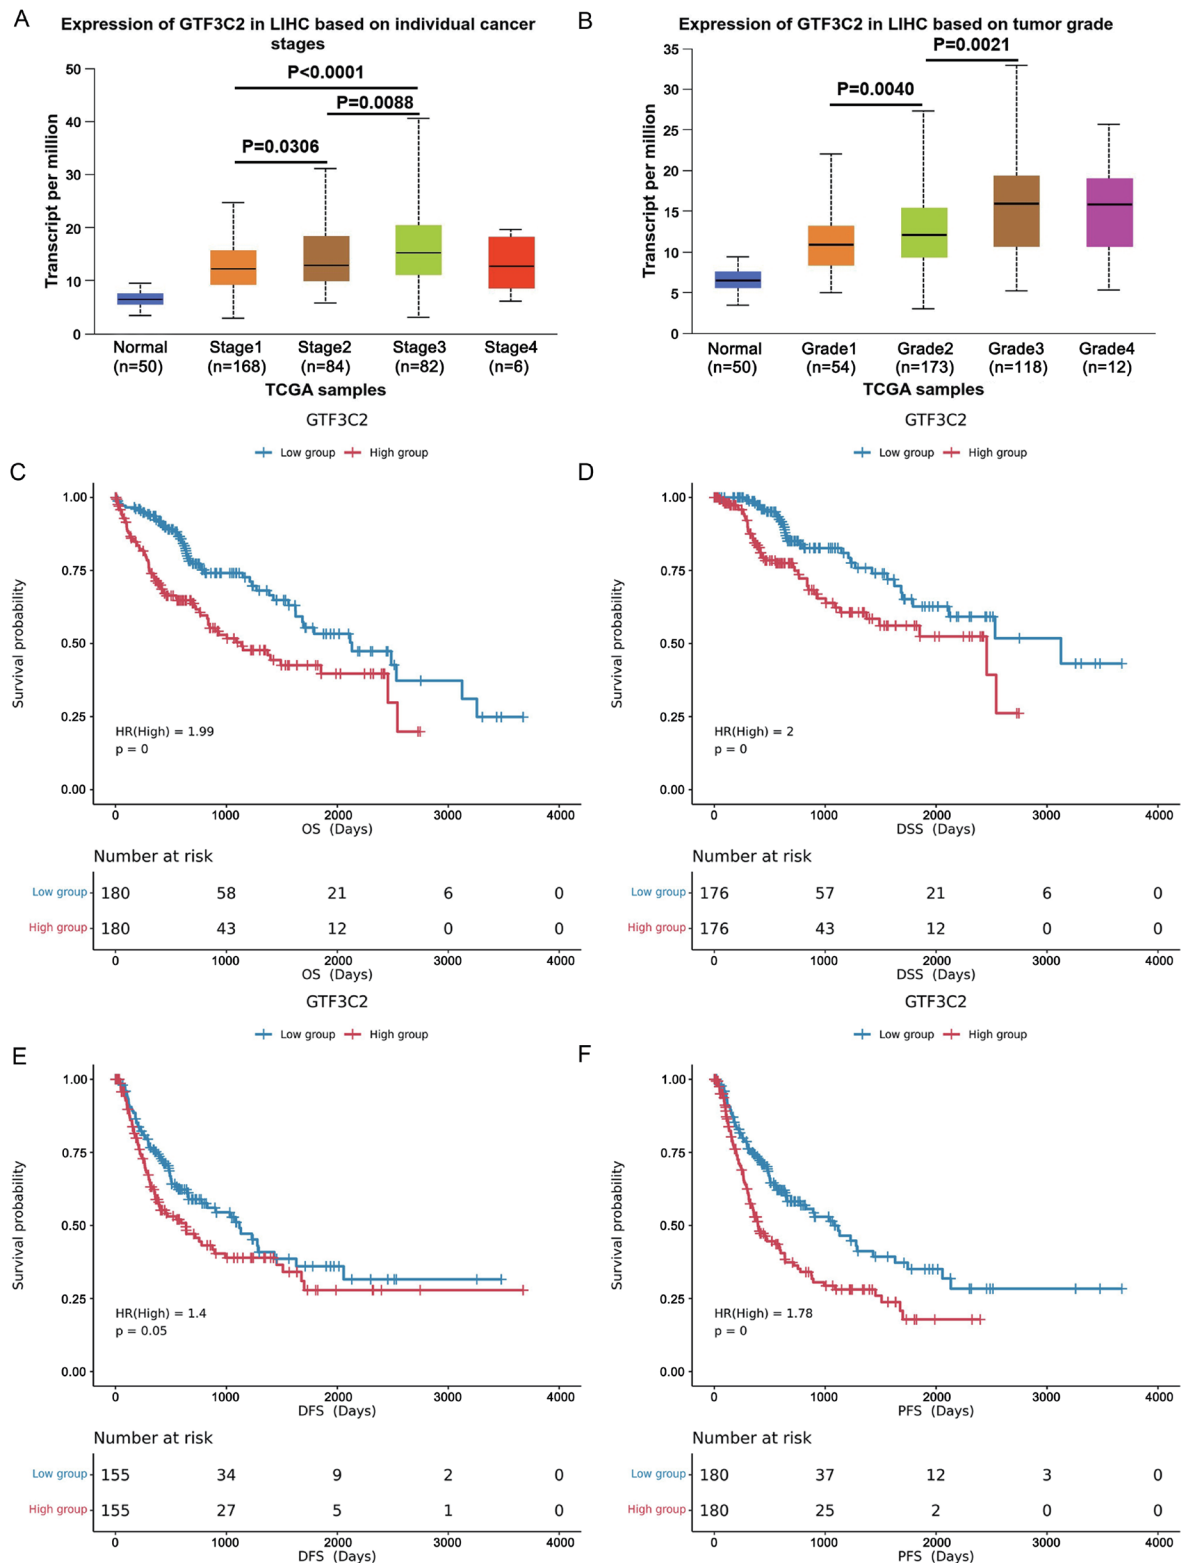 A
Expression of GTF3C2 in LIHC based on individual cancer
stages
Transcript per million
50
40
30
20
10
0
P<0.0001
P=0.0088
P=0.0306
Normal
(n=50)
Stage1
(n=168)
Stage2
(n=84)
Stage3
(n=82)
Stage4
(n=6)
TCGA samples
B
Expression of GTF3C2 in LIHC based on tumor grade
Transcript per million
35
30
25
20
15
10
5
0
P=0.0021
P=0.0040
Normal
(n=50)
Grade1
(n=54)
Grade2
(n=173)
Grade3
(n=118)
Grade4
(n=12)
TCGA samples
C
GTF3C2
Low group High group
Survival probability
1.00
0.75
0.50
0.25
0.00
HR(High) = 1.99
p = 0
0 1000 2000 3000 4000
OS (Days)
Number at risk
Low group 180 58 21 6 0
High group 180 43 12 0 0
0 1000 2000 3000 4000
OS (Days)
D
GTF3C2
Low group High group
Survival probability
1.00
0.75
0.50
0.25
0.00
HR(High) = 2
p = 0
0 1000 2000 3000 4000
DSS (Days)
Number at risk
Low group 176 57 21 6 0
High group 176 43 12 0 0
0 1000 2000 3000 4000
DSS (Days)
E
GTF3C2
Low group High group
Survival probability
1.00
0.75
0.50
0.25
0.00
HR(High) = 1.4
p = 0.05
0 1000 2000 3000 4000
DFS (Days)
Number at risk
Low group 155 34 9 2 0
High group 155 27 5 1 0
0 1000 2000 3000 4000
DFS (Days)
F
GTF3C2
Low group High group
Survival probability
1.00
0.75
0.50
0.25
0.00
HR(High) = 1.78
p = 0
0 1000 2000 3000 4000
PFS (Days)
Number at risk
Low group 180 37 12 3 0
High group 180 25 2 0 0
0 1000 2000 3000 4000
PFS (Days)